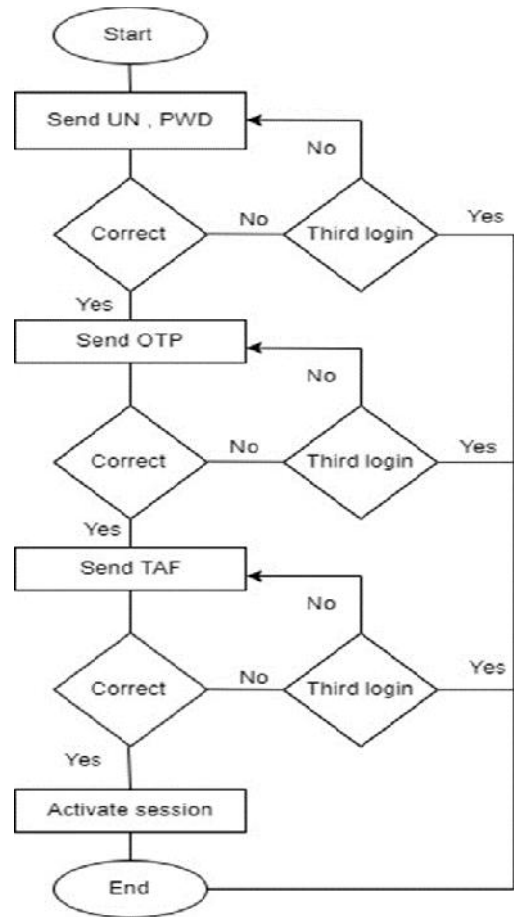 Start
Send UN , PWD
No
Correct
No
Third login
Yes
Yes
Send OTP
No
Correct
No
Third login
Yes
Yes
Send TAF
No
Correct
No
Third login
Yes
Yes
Activate session
End